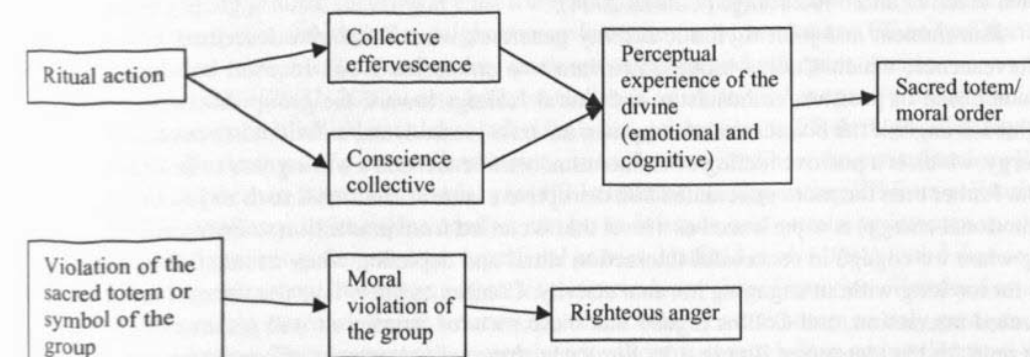 Ritual action
Collective
effervescence
Conscience
collective
Perceptual
experience of the
divine
(emotional and
cognitive)
Sacred totem/
moral order
Violation of the
sacred totem or
symbol of the
group
Moral
violation of
the group
Righteous anger